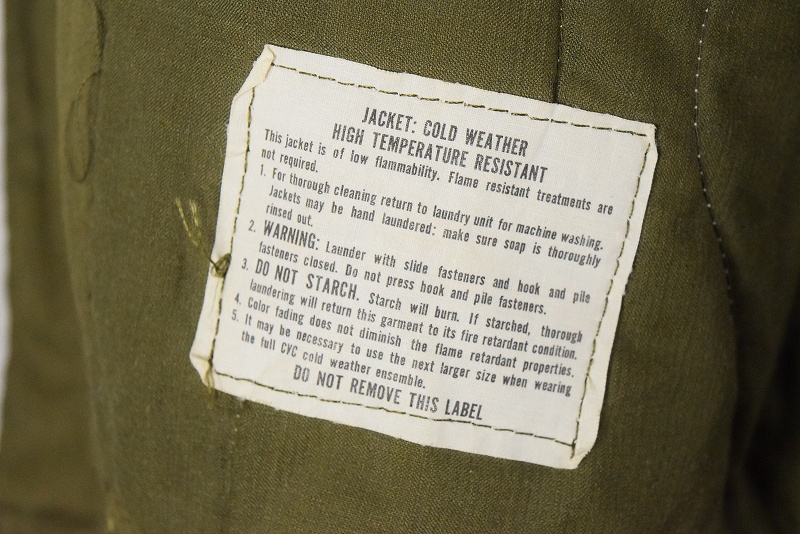 JACKET: COLD WEATHER
HIGH TEMPERATURE RESISTANT
This jacket is of low flammability. Flame resistant treatments are
not required.
1. For thorough cleaning return to laundry unit for machine washing.
Jackets may be hand laundered: make sure soap is thoroughly
rinsed out.
2. WARNING: Launder with slide fasteners and hook and pile
fasteners closed. Do not press hook and pile fasteners.
3. DO NOT STARCH. Starch will burn. If starched, thorough
laundering will return this garment to its fire retardant condition.
4. Color fading does not diminish the flame retardant properties.
5. It may be necessary to use the next larger size when wearing
the full CVC cold weather ensemble.
DO NOT REMOVE THIS LABEL